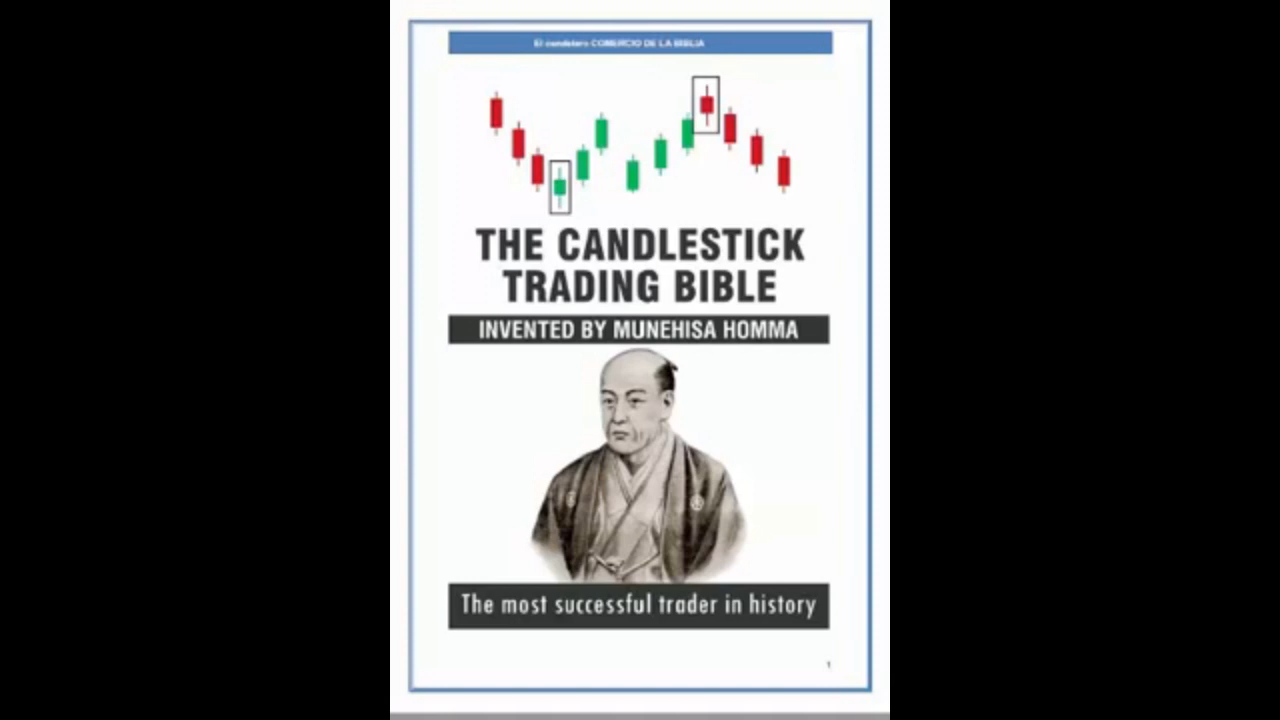 El candelero COMERCIO DE LA BIBLIA
THE CANDLESTICK
TRADING BIBLE
INVENTED BY MUNEHISA HOMMA
The most successful trader in history
1